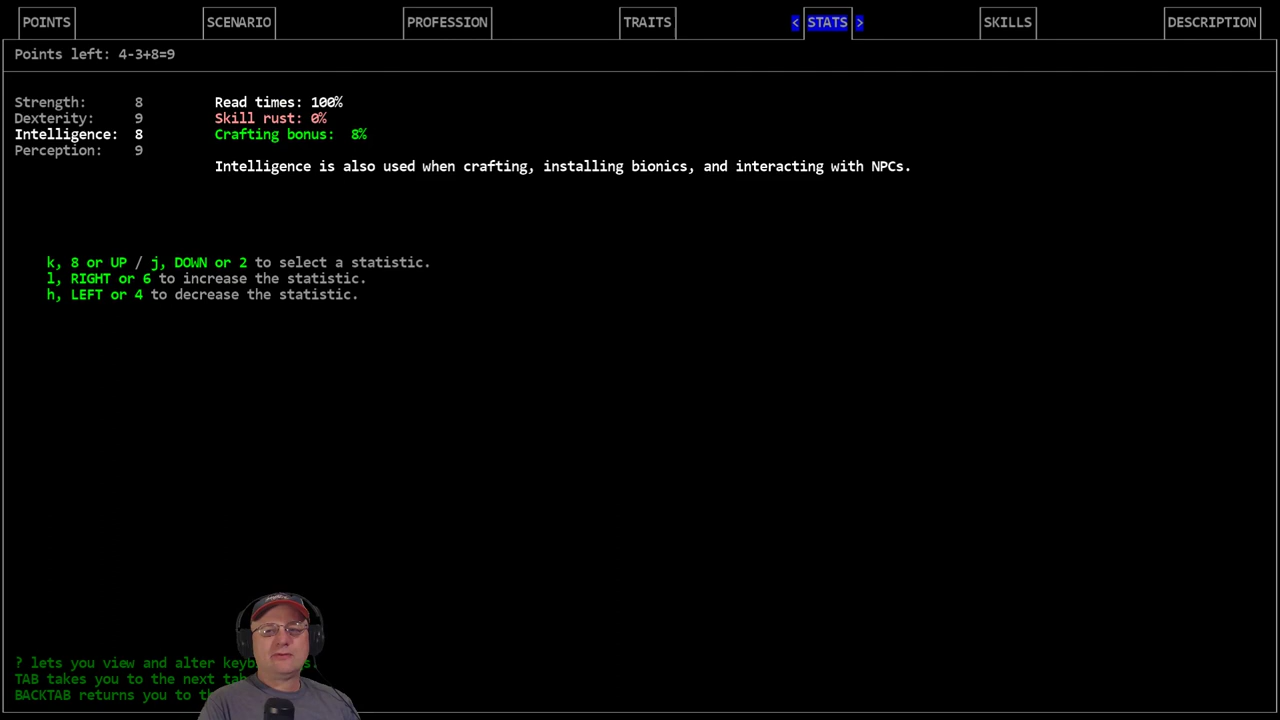 POINTS SCENARIO PROFESSION TRAITS < STATS > SKILLS DESCRIPTION
Points left: 4-3+8=9
Strength: 8 Read times: 100%
Dexterity: 9 Skill rust: 0%
Intelligence: 8 Crafting bonus: 8%
Perception: 9
Intelligence is also used when crafting, installing bionics, and interacting with NPCs.
k, 8 or UP / j, DOWN or 2 to select a statistic.
l, RIGHT or 6 to increase the statistic.
h, LEFT or 4 to decrease the statistic.
? lets you view and alter
TAB takes you to the next
BACKTAB returns you to